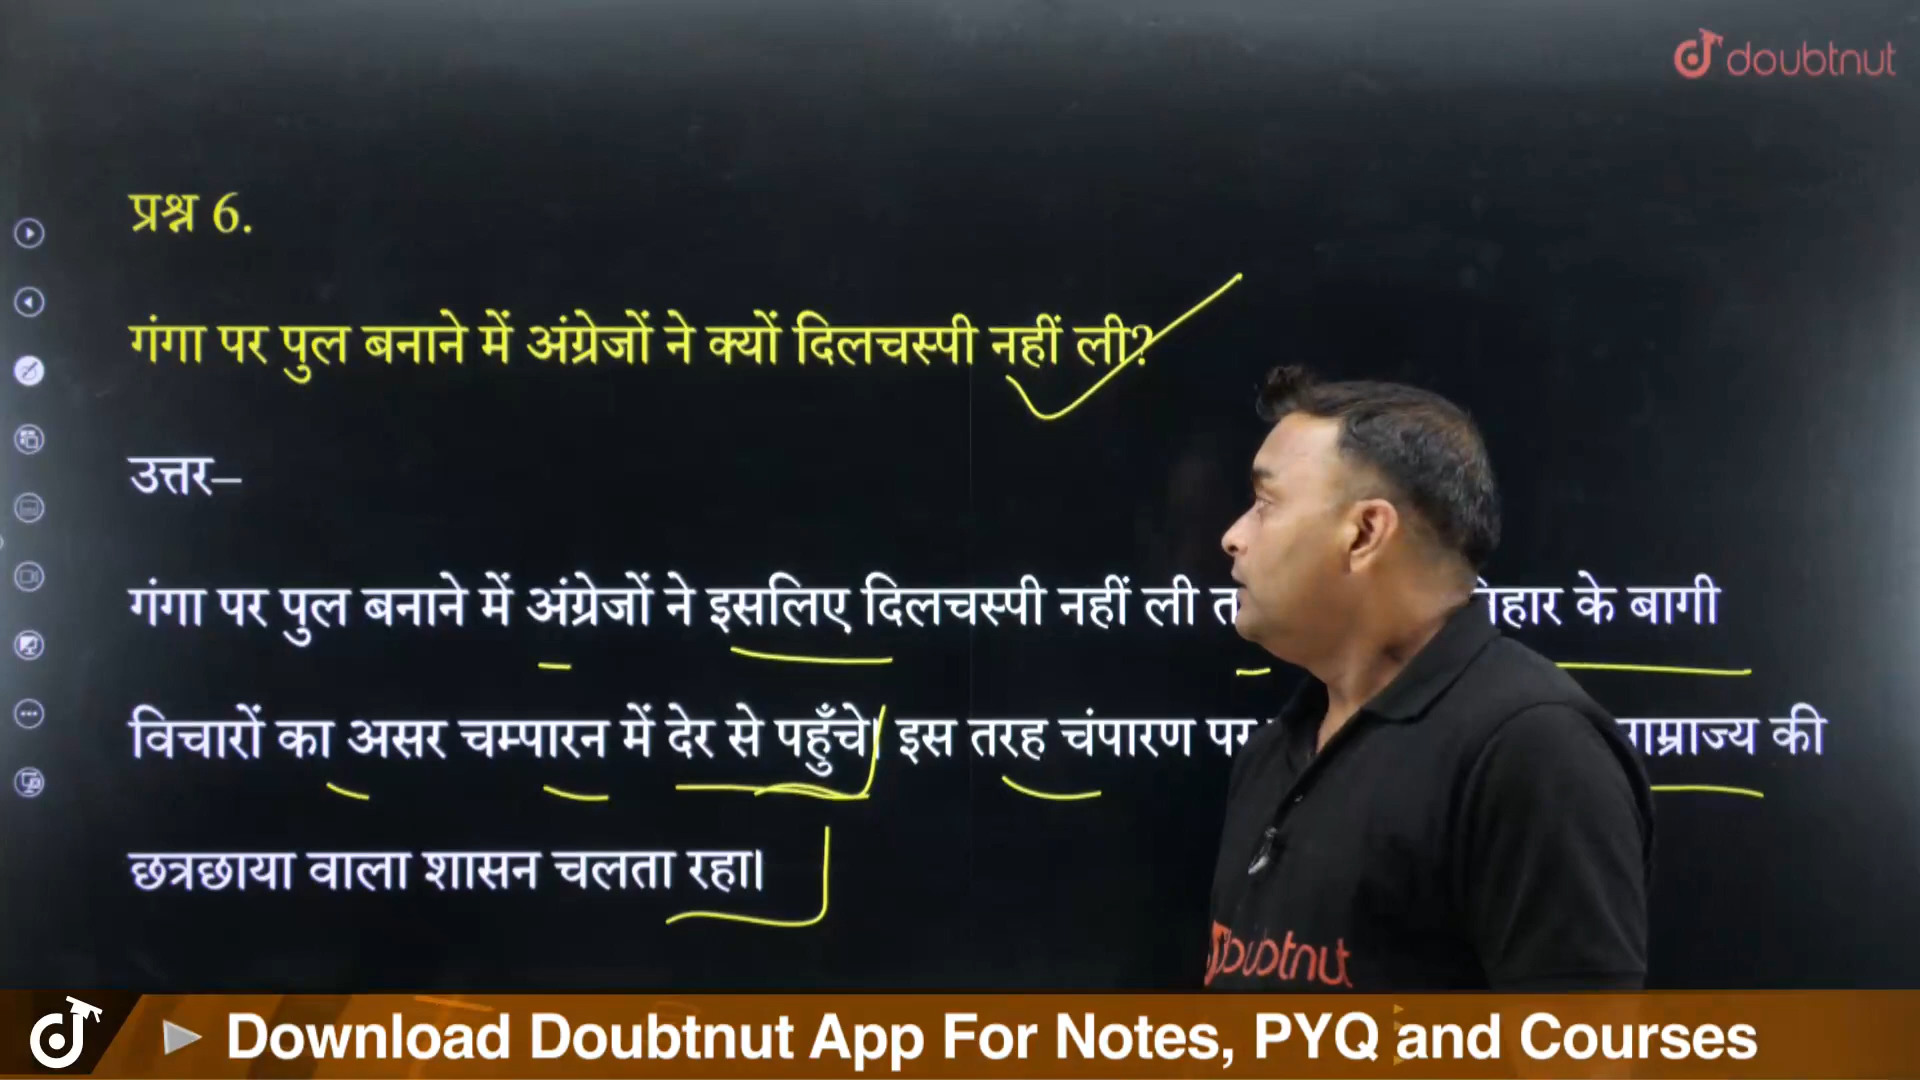 doubtnut
प्रश्न 6.
गंगा पर पुल बनाने में अंग्रेजों ने क्यों दिलचस्पी नहीं ली?
उत्तर–
गंगा पर पुल बनाने में अंग्रेजों ने इसलिए दिलचस्पी नहीं ली के बागी
विचारों का असर चम्पारन में देर से पहुँचे। इस तरह चंपारण की
छत्रछाया वाला शासन चलता रहा।
doubtnut
Download Doubtnut App For Notes, PYQ and Courses